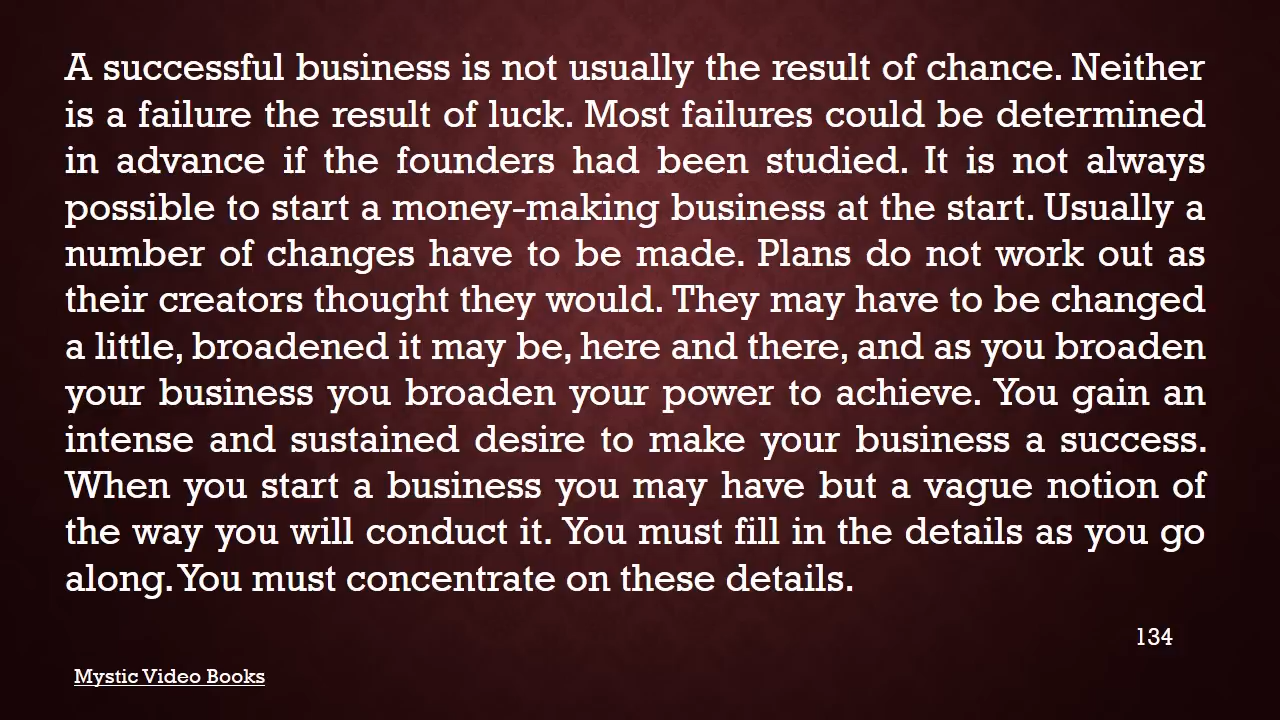 A successful business is not usually the result of chance. Neither
is a failure the result of luck. Most failures could be determined
in advance if the founders had been studied. It is not always
possible to start a money-making business at the start. Usually a
number of changes have to be made. Plans do not work out as
their creators thought they would. They may have to be changed
a little, broadened it may be, here and there, and as you broaden
your business you broaden your power to achieve. You gain an
intense and sustained desire to make your business a success.
When you start a business you may have but a vague notion of
the way you will conduct it. You must fill in the details as you go
along. You must concentrate on these details.
134
Mystic Video Books